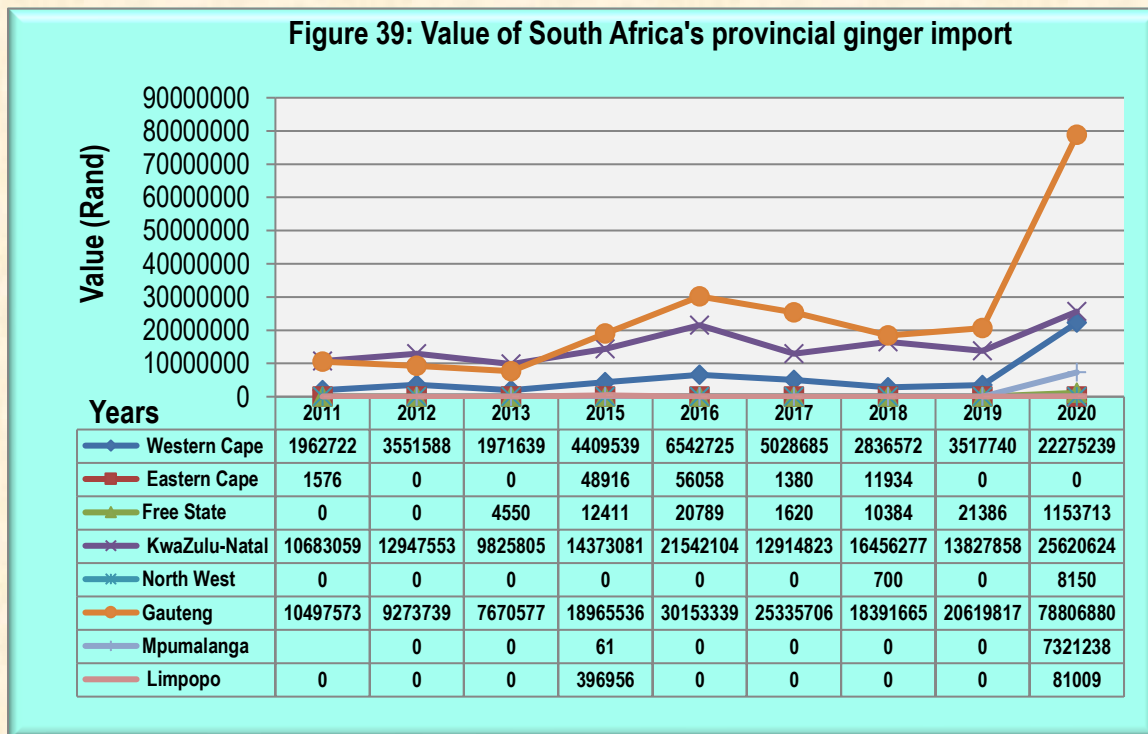 Figure 39: Value of South Africa's provincial ginger import
Value (Rand)
90000000
80000000
70000000
60000000
50000000
40000000
30000000
20000000
10000000
0
Years 2011 2012 2013 2015 2016 2017 2018 2019 2020
Western Cape 1962722 3551588 1971639 4409539 6542725 5028685 2836572 3517740 22275239
Eastern Cape 1576 0 0 48916 56058 1380 11934 0 0
Free State 0 0 4550 12411 20789 1620 10384 21386 1153713
KwaZulu-Natal 10683059 12947553 9825805 14373081 21542104 12914823 16456277 13827858 25620624
North West 0 0 0 0 0 0 700 0 8150
Gauteng 10497573 9273739 7670577 18965536 30153339 25335706 18391665 20619817 78806880
Mpumalanga 0 0 61 0 0 0 0 7321238
Limpopo 0 0 0 396956 0 0 0 0 81009